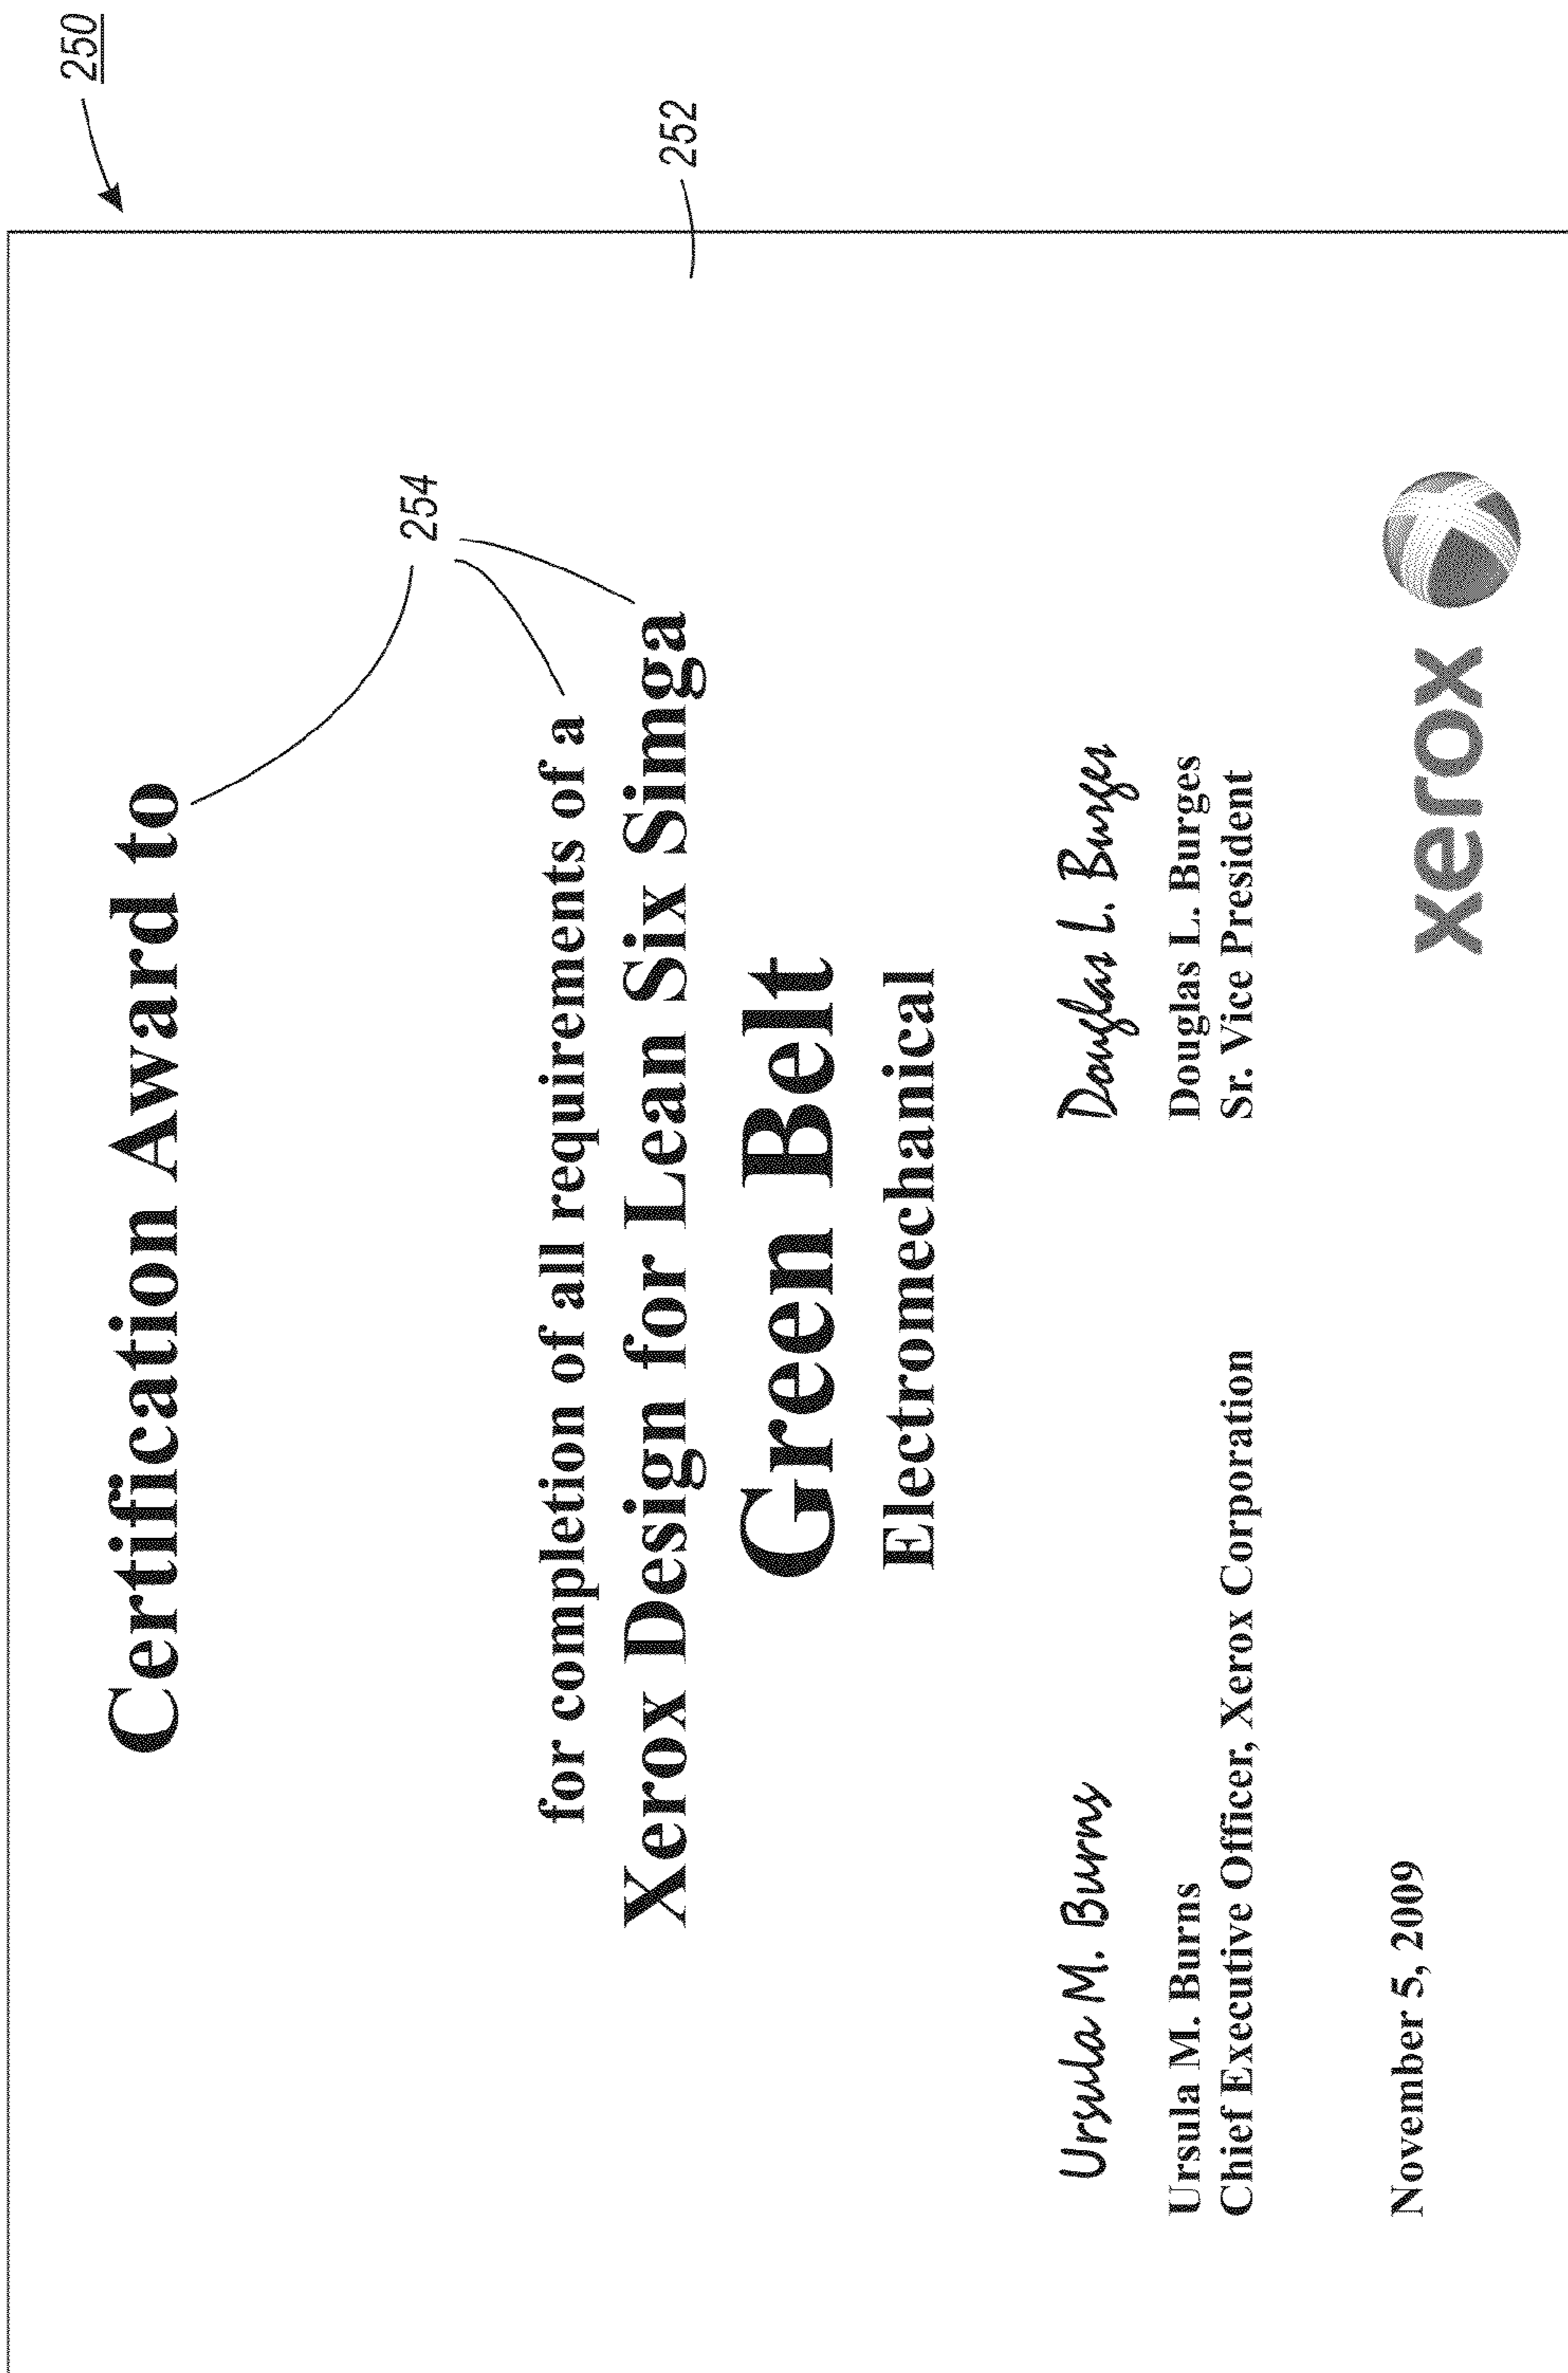 250
Certification Award to
254
for completion of all requirements of a
Xerox Design for Lean Six Simga
252
Green Belt
Electromechanical
Ursula M. Burns
Douglas L. Burges
Ursula M. Burns
Douglas L. Burges
Chief Executive Officer, Xerox Corporation
Sr. Vice President
November 5, 2009
xerox